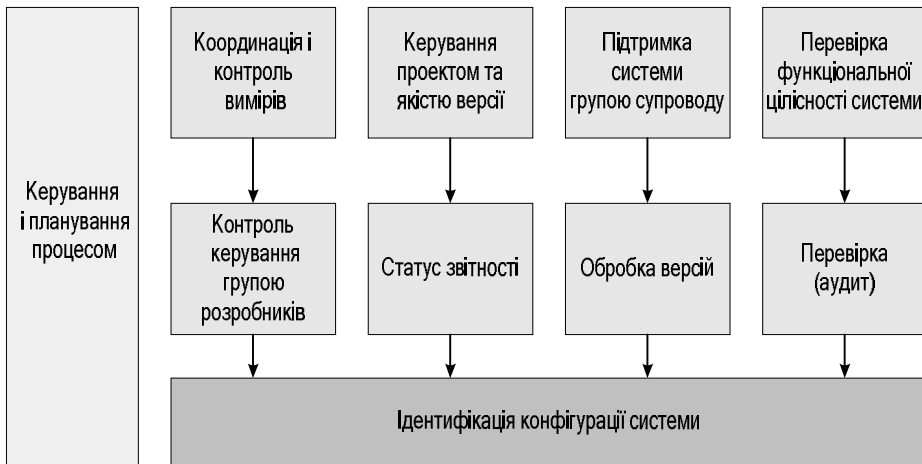 Координація і
контроль
вимірів
Керування
проектом та
якістю версії
Підтримка
системи
групою супроводу
Перевірка
функціональної
цілісності системи
Керування
і планування
процесом
Контроль
керування
групою
розробників
Статус звітності
Обробка версій
Перевірка
(аудит)
Ідентифікація конфігурації системи